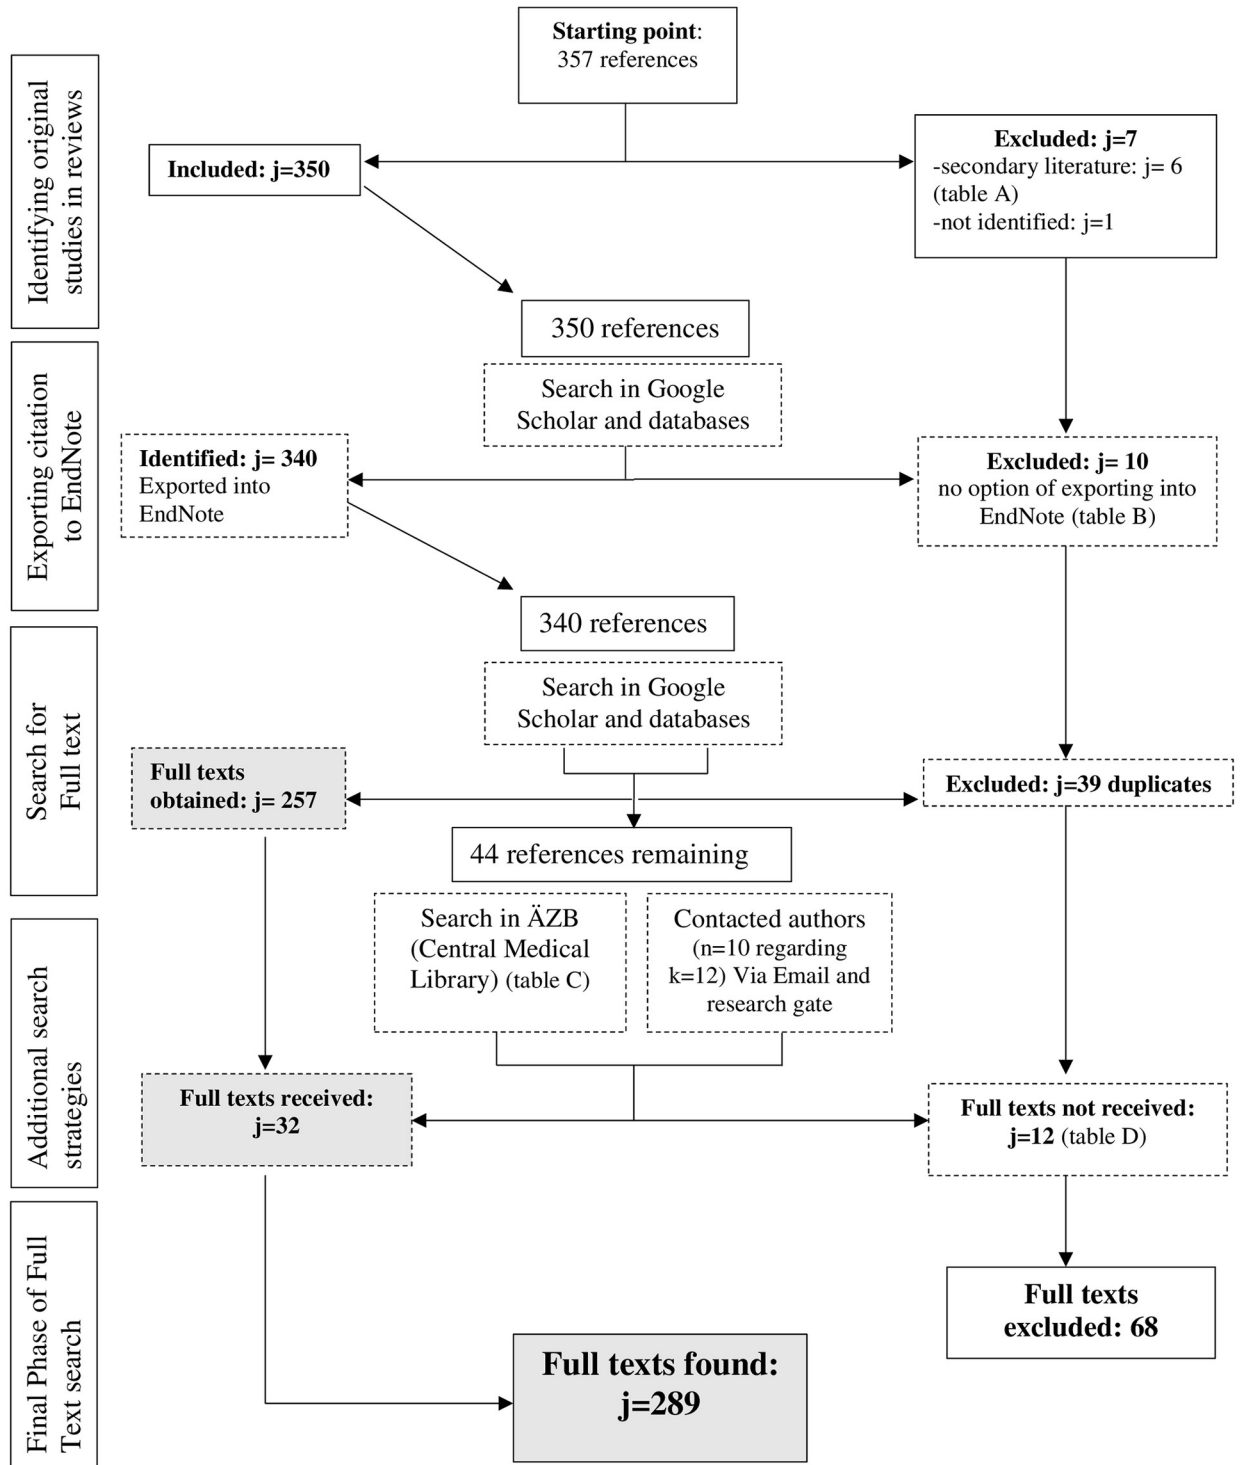 Starting point:
357 references
Identifying original
studies in reviews
Included: j=350
Excluded: j=7
-secondary literature: j= 6
(table A)
-not identified: j=1
350 references
Exporting citation
to EndNote
Search in Google
Scholar and databases
Identified: j= 340
Exported into
EndNote
Excluded: j= 10
no option of exporting into
EndNote (table B)
340 references
Search for
Full text
Search in Google
Scholar and databases
Full texts
obtained: j= 257
Excluded: j=39 duplicates
44 references remaining
Additional search
strategies
Search in ÄZB
(Central Medical
Library) (table C)
Contacted authors
(n=10 regarding
k=12) Via Email and
research gate
Full texts received:
j=32
Full texts not received:
j=12 (table D)
Final Phase of Full
Text search
Full texts
excluded: 68
Full texts found:
j=289